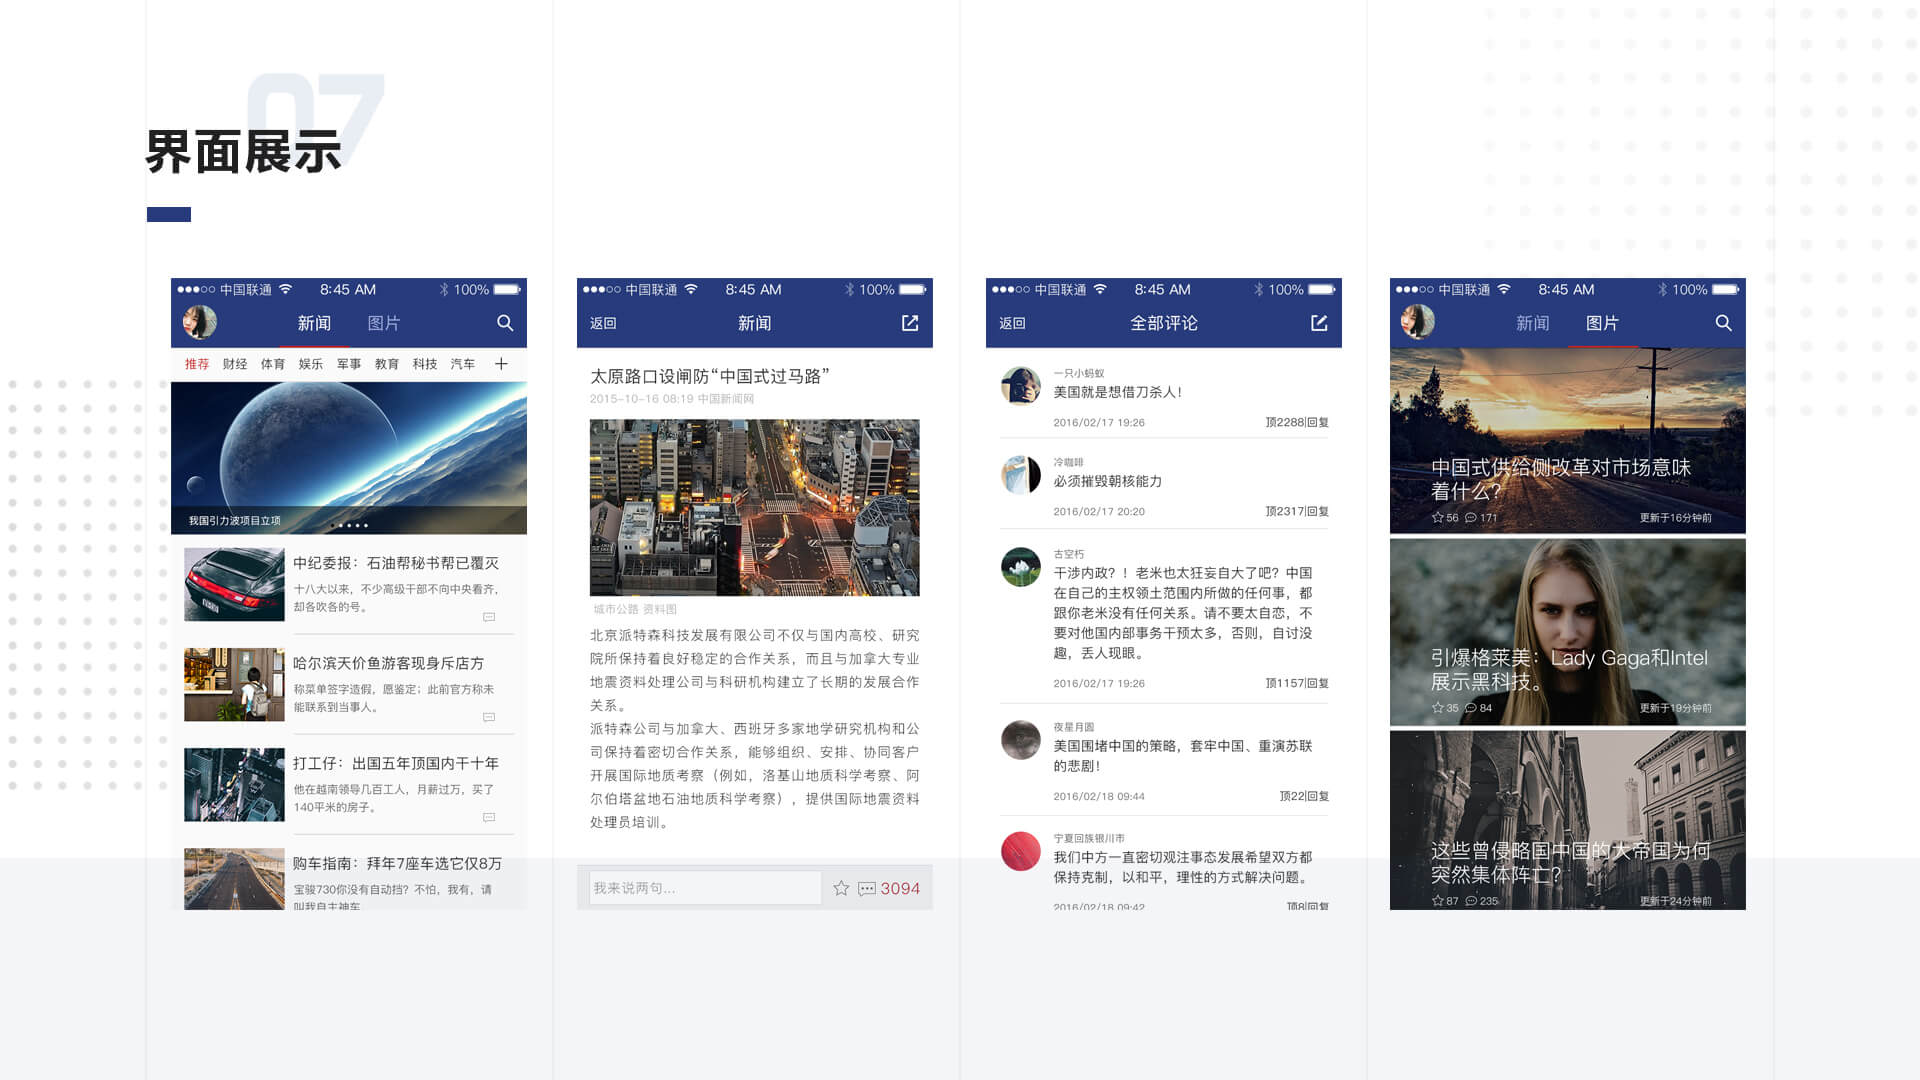 07
界面展示
中国联通 8:45 AM 100%
新闻 图片
推荐 财经 体育 娱乐 军事 教育 科技 汽车
我国引力波项目立项
中纪委报：石油帮秘书帮已覆灭
十八大以来，不少高级干部不向中央看齐，
却各吹各的号。
哈尔滨天价鱼游客现身斥店方
称菜单签字造假，愿鉴定；此前官方称未
能联系到当事人。
打工仔：出国五年顶国内干十年
他在越南领导几百工人，月薪过万，买了
140平米的房子。
购车指南：拜年7座车选它仅8万
宝骏730你没有自动挡？不怕，我有，请
叫我自主神车
中国联通 8:45 AM 100%
返回 新闻
太原路口设闸防“中国式过马路”
2015-10-16 08:19 中国新闻网
城市公路 资料图
北京派特森科技发展有限公司不仅与国内高校、研究
院所保持着良好稳定的合作关系，而且与加拿大专业
地震资料处理公司与科研机构建立了长期的发展合作
关系。
派特森公司与加拿大、西班牙多家地学研究机构和公
司保持着密切合作关系，能够组织、安排、协同客户
开展国际地质考察（例如，洛基山地质科学考察、阿
尔伯塔盆地石油地质科学考察），提供国际地震资料
处理员培训。
我来说两句... 3094
中国联通 8:45 AM 100%
返回 全部评论
一只小蚂蚁
美国就是想借刀杀人！
2016/02/17 19:26 顶2288|回复
冷咖啡
必须摧毁朝核能力
2016/02/17 20:20 顶2317|回复
古空朽
干涉内政？！老米也太狂妄自大了吧？中国
在自己的主权领土范围内所做的任何事，都
跟你老米没有任何关系。请不要太自恋，不
要对他国内部事务干预太多，否则，自讨没
趣，丢人现眼。
2016/02/17 19:26 顶1157|回复
夜星月圆
美国围堵中国的策略，套牢中国、重演苏联
的悲剧！
2016/02/18 09:44 顶22|回复
宁夏回族银川市
我们中方一直密切观注事态发展希望双方都
保持克制，以和平，理性的方式解决问题。
2016/02/18 09:42 顶8|回复
中国联通 8:45 AM 100%
新闻 图片
中国式供给侧改革对市场意味
着什么？
56 171 更新于16分钟前
引爆格莱美：Lady Gaga和Intel
展示黑科技。
35 84 更新于19分钟前
这些曾侵略国中国的大帝国为何
突然集体阵亡？
87 235 更新于24分钟前